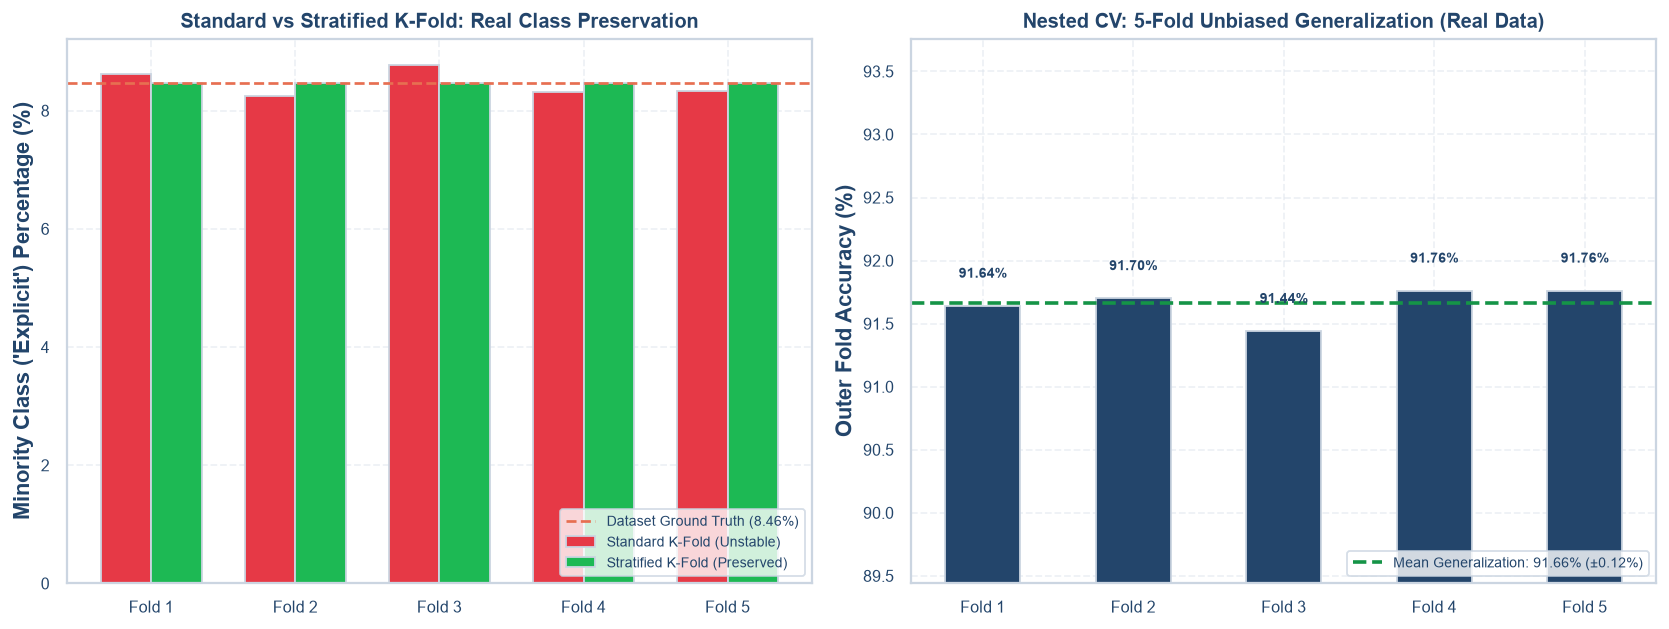 Standard vs Stratified K-Fold: Real Class Preservation
Minority Class ('Explicit') Percentage (%)
8
6
4
2
0
Fold 1
Fold 2
Fold 3
Fold 4
Fold 5
Dataset Ground Truth (8.46%)
Standard K-Fold (Unstable)
Stratified K-Fold (Preserved)
Nested CV: 5-Fold Unbiased Generalization (Real Data)
Outer Fold Accuracy (%)
93.5
93.0
92.5
92.0
91.5
91.0
90.5
90.0
89.5
91.64%
91.70%
91.44%
91.76%
91.76%
Mean Generalization: 91.66% (±0.12%)
Fold 1
Fold 2
Fold 3
Fold 4
Fold 5